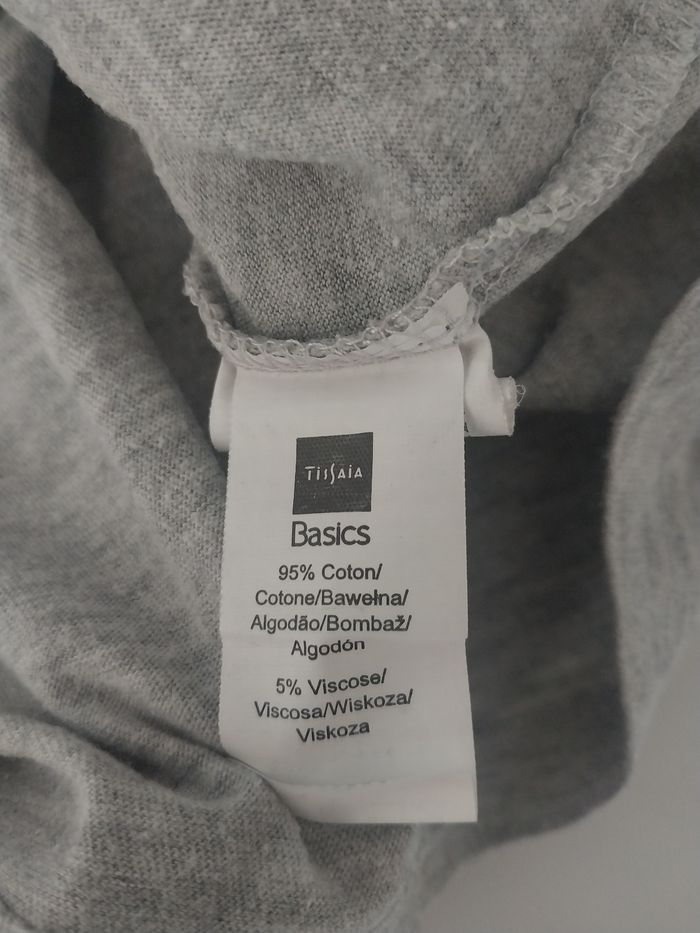 TISSAIA
Basics
95% Coton/
Cotone/Bawełna/
Algodão/Bombaž/
Algodón
5% Viscose/
Viscosa/Wiskoza/
Viskoza